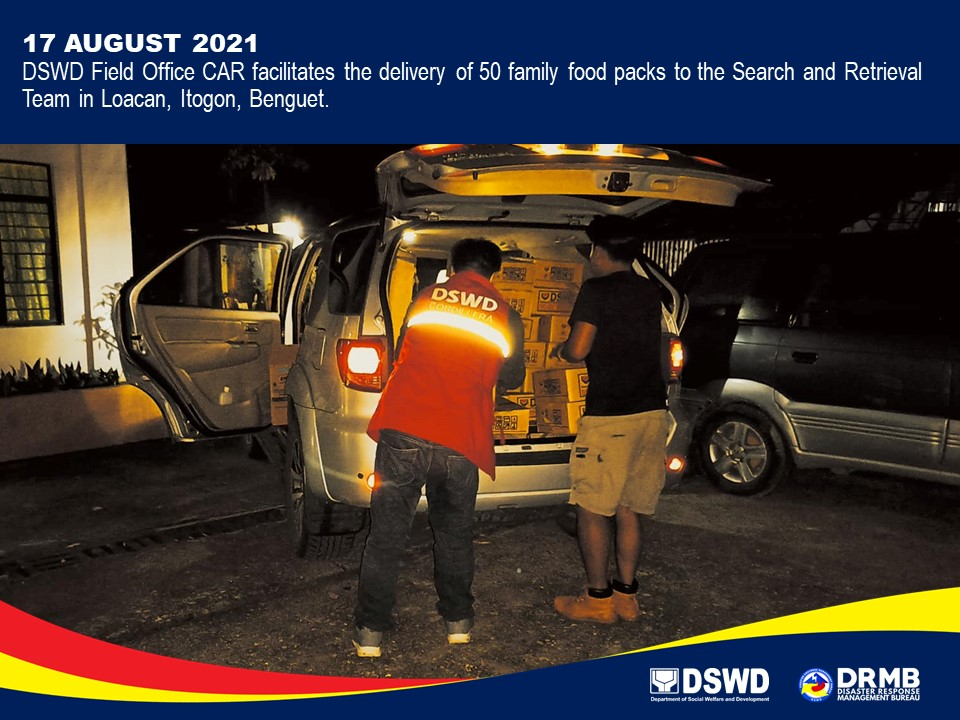 17 AUGUST 2021
DSWD Field Office CAR facilitates the delivery of 50 family food packs to the Search and Retrieval
Team in Loacan, Itogon, Benguet.
DSWD
CORDILLERA
DSWD
Department of Social Welfare and Development
DRMB
DISASTER RESPONSE
MANAGEMENT BUREAU